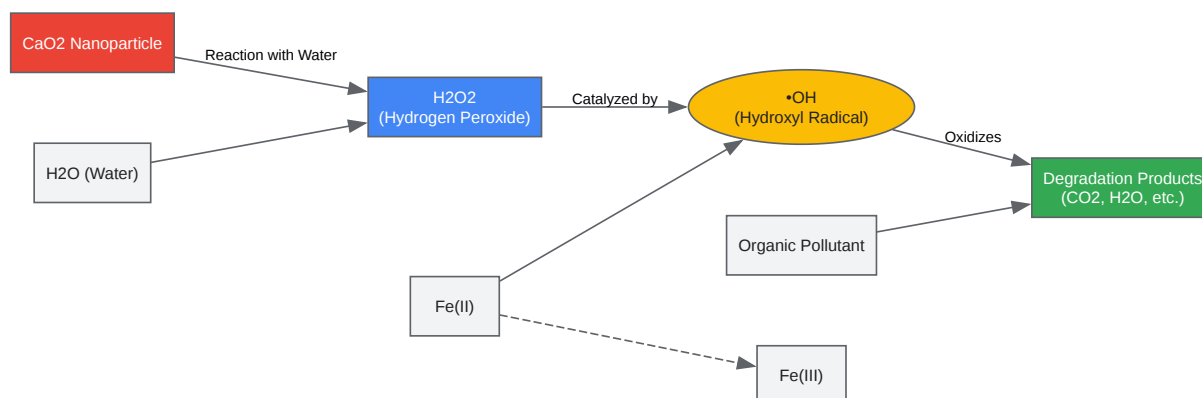 CaO2 Nanoparticle
Reaction with Water
H2O2
(Hydrogen Peroxide)
H2O (Water)
Catalyzed by
•OH
(Hydroxyl Radical)
Oxidizes
Degradation Products
(CO2, H2O, etc.)
Organic Pollutant
Fe(II)
Fe(III)